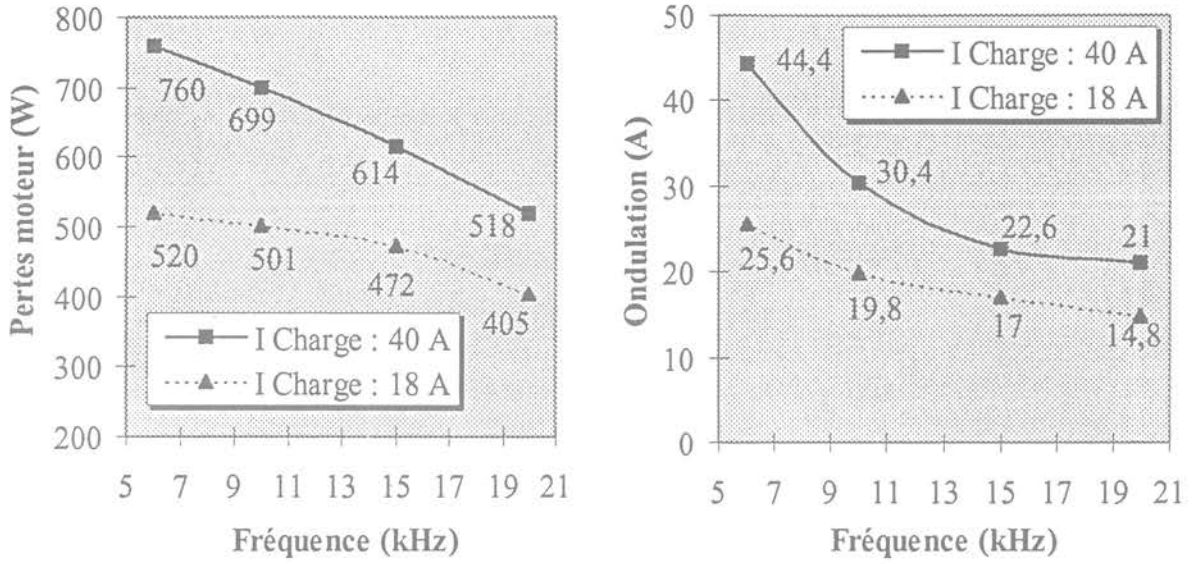 800
700
600
500
400
300
200
Pertes moteur (W)
760
699
614
518
520
501
472
405
I Charge : 40 A
I Charge : 18 A
5 7 9 11 13 15 17 19 21
Fréquence (kHz)
50
40
30
20
10
0
Ondulation (A)
I Charge : 40 A
I Charge : 18 A
44,4
30,4
22,6
21
25,6
19,8
17
14,8
5 7 9 11 13 15 17 19 21
Fréquence (kHz)